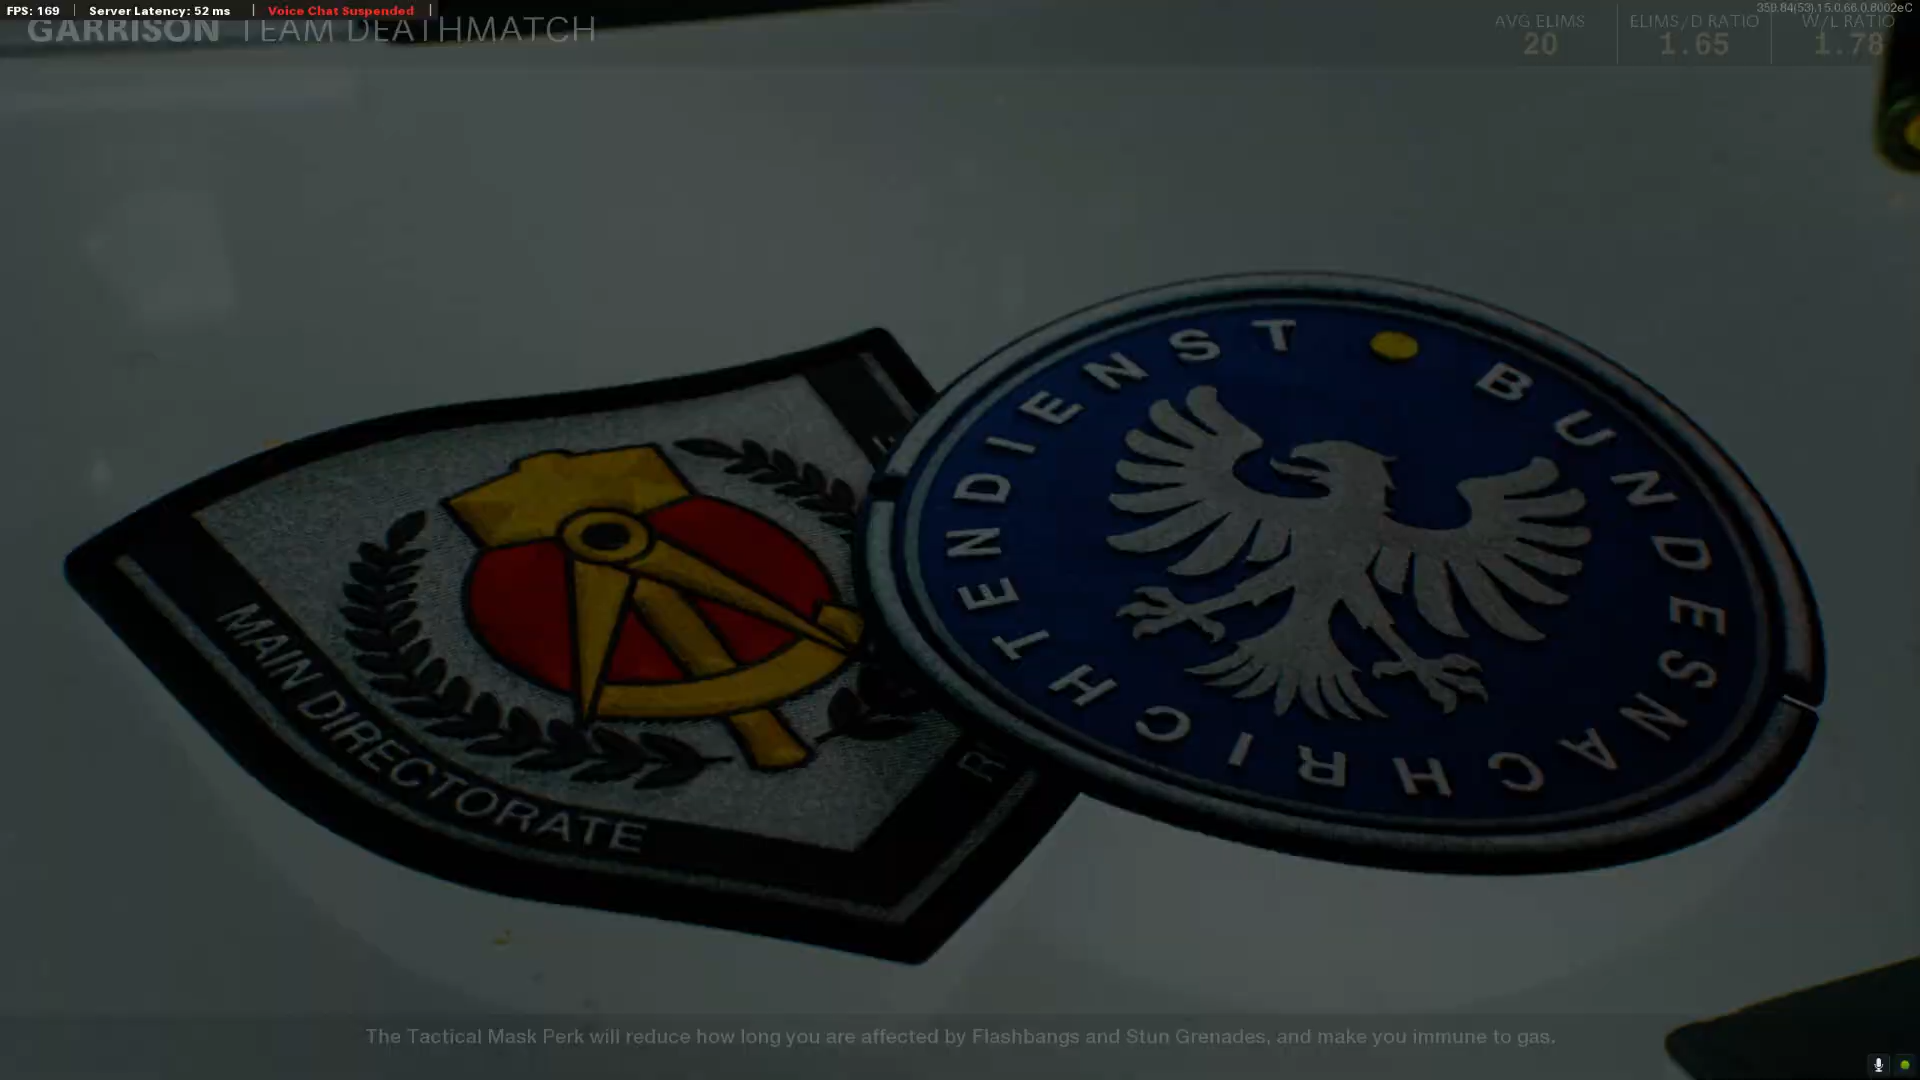 FPS: 169 | Server Latency: 52 ms | Voice Chat Suspended |
GARRISON TEAM DEATHMATCH
AVG ELIMS
20
ELIMS/D RATIO
1.65
W/L RATIO
1.78
BUNDESNACHRICHTENDIENST
MAIN DIRECTORATE
The Tactical Mask Perk will reduce how long you are affected by Flashbangs and Stun Grenades, and make you immune to gas.